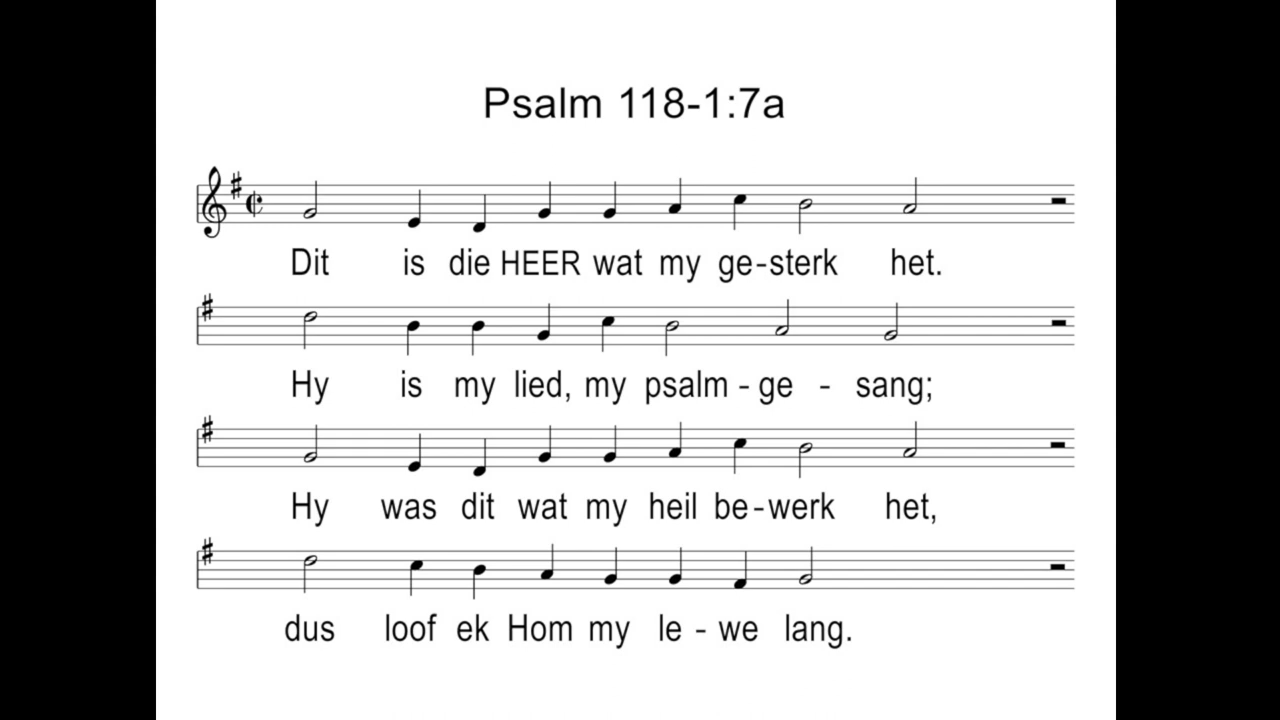 Psalm 118-1:7a
Dit is die HEER wat my ge-sterk het.
Hy is my lied, my psalm - ge - sang;
Hy was dit wat my heil be-werk het,
dus loof ek Hom my le - we lang.